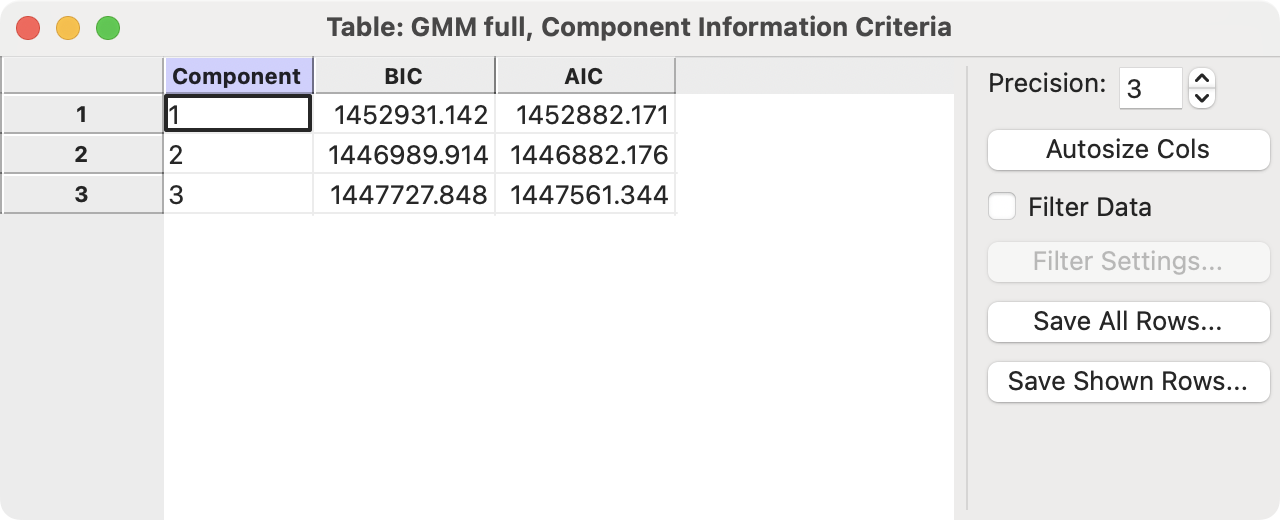 Table: GMM full, Component Information Criteria
Component BIC AIC
1 1 1452931.142 1452882.171
2 2 1446989.914 1446882.176
3 3 1447727.848 1447561.344
Precision: 3
Autosize Cols
Filter Data
Filter Settings...
Save All Rows...
Save Shown Rows...